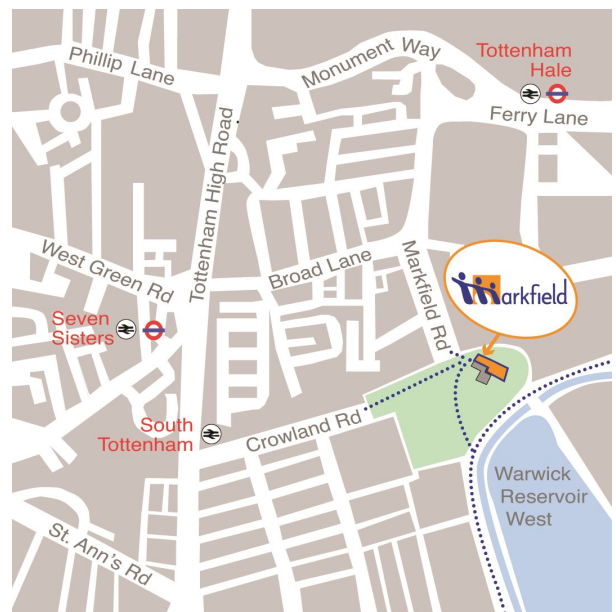 Phillip Lane
Monument Way
Tottenham
Hale
Ferry Lane
Tottenham High Road
West Green Rd
Broad Lane
Markfield Rd
markfield
Seven
Sisters
South
Tottenham
Crowland Rd
Warwick
Reservoir
West
St. Ann's Rd